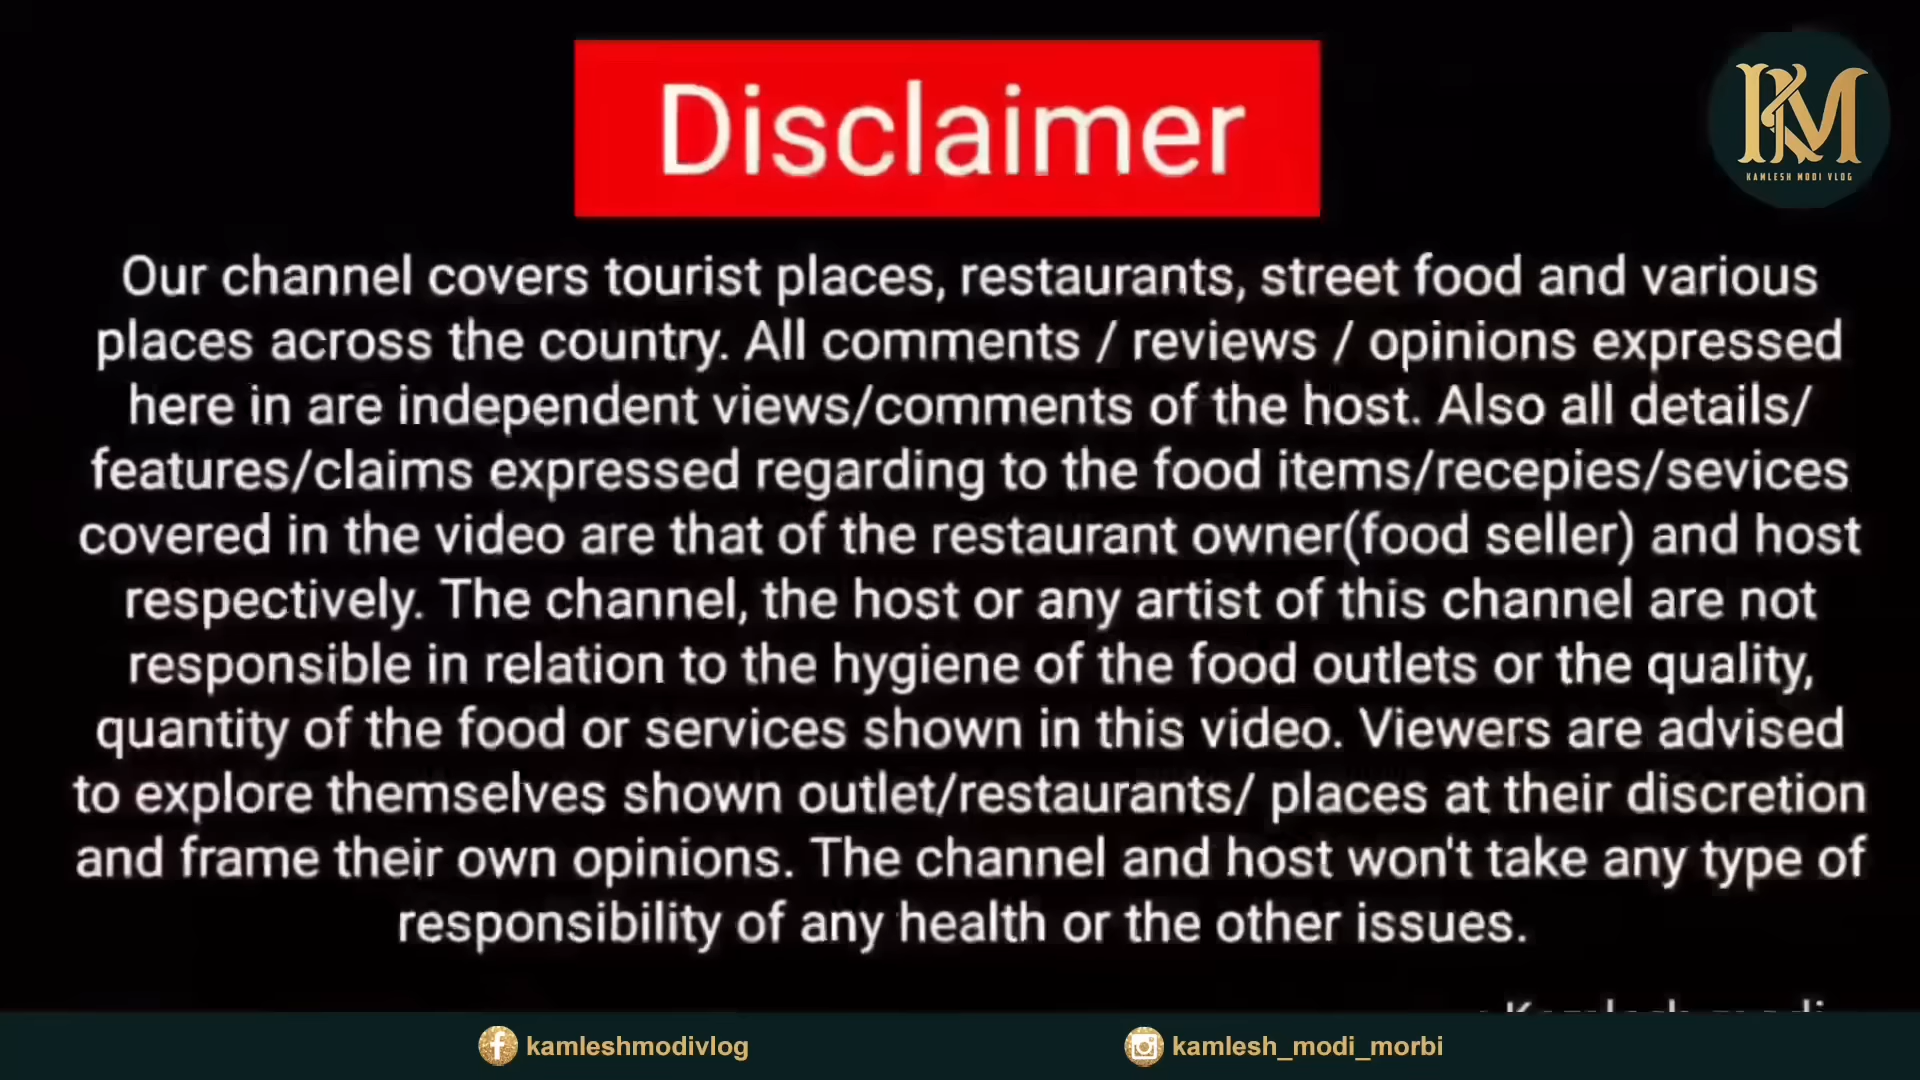 Disclaimer
KM
KAMLESH MODI VLOG
Our channel covers tourist places, restaurants, street food and various
places across the country. All comments / reviews / opinions expressed
here in are independent views/comments of the host. Also all details/
features/claims expressed regarding to the food items/recepies/sevices
covered in the video are that of the restaurant owner(food seller) and host
respectively. The channel, the host or any artist of this channel are not
responsible in relation to the hygiene of the food outlets or the quality,
quantity of the food or services shown in this video. Viewers are advised
to explore themselves shown outlet/restaurants/ places at their discretion
and frame their own opinions. The channel and host won't take any type of
responsibility of any health or the other issues.
kamleshmodivlog
kamlesh_modi_morbi